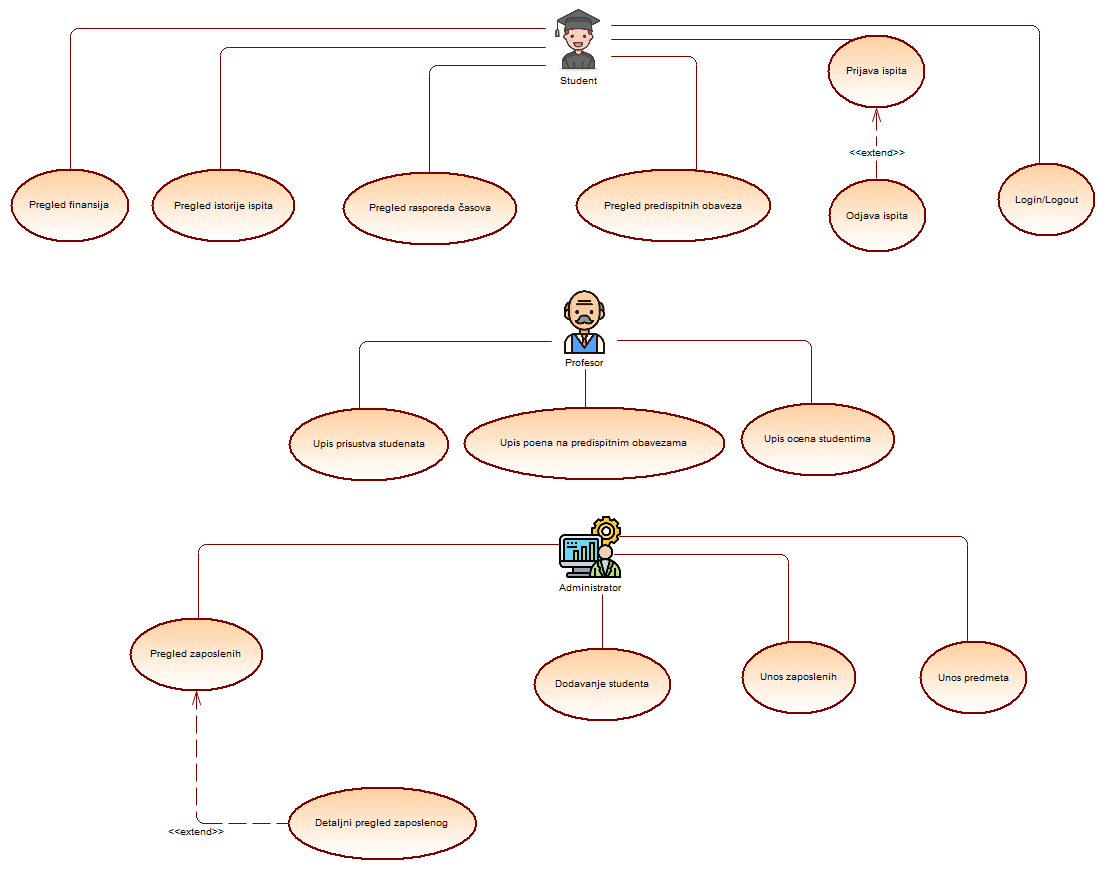 Student
Prijava ispita
<<extend>>
Pregled finansija
Pregled istorije ispita
Pregled rasporeda časova
Pregled predispitnih obaveza
Odjava ispita
Login/Logout
Profesor
Upis prisustva studenata
Upis poena na predispitnim obavezama
Upis ocena studentima
Administrator
Pregled zaposlenih
Dodavanje studenta
Unos zaposlenih
Unos predmeta
Detaljni pregled zaposlenog
<<extend>>